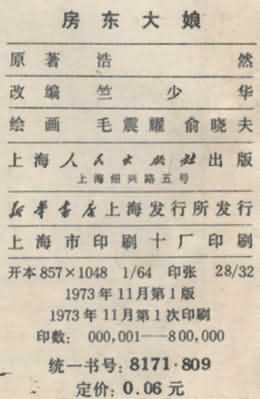 房东大娘
原著 浩然
改编 竺少华
绘画 毛震耀 俞晓夫
上海人民出版社出版
上海绍兴路五号
新华书店上海发行所发行
上海市印刷十厂印刷
开本857×1048 1/64 印张 28/32
1973年11月第1版
1973年11月第1次印刷
印数: 000,001—800,000
统一书号: 8171·809
定价: 0.06 元